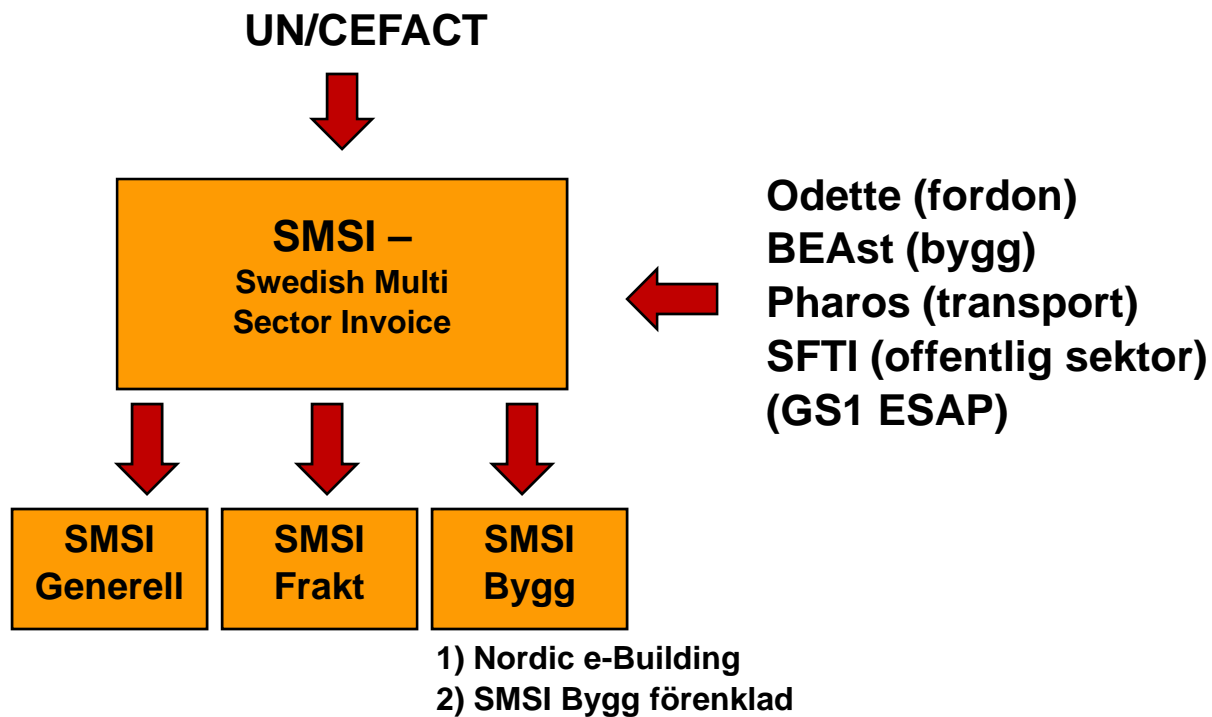 UN/CEFACT
SMSI –
Swedish Multi
Sector Invoice
Odette (fordon)
BEAst (bygg)
Pharos (transport)
SFTI (offentlig sektor)
(GS1 ESAP)
SMSI
Generell
SMSI
Frakt
SMSI
Bygg
1) Nordic e-Building
2) SMSI Bygg förenklad